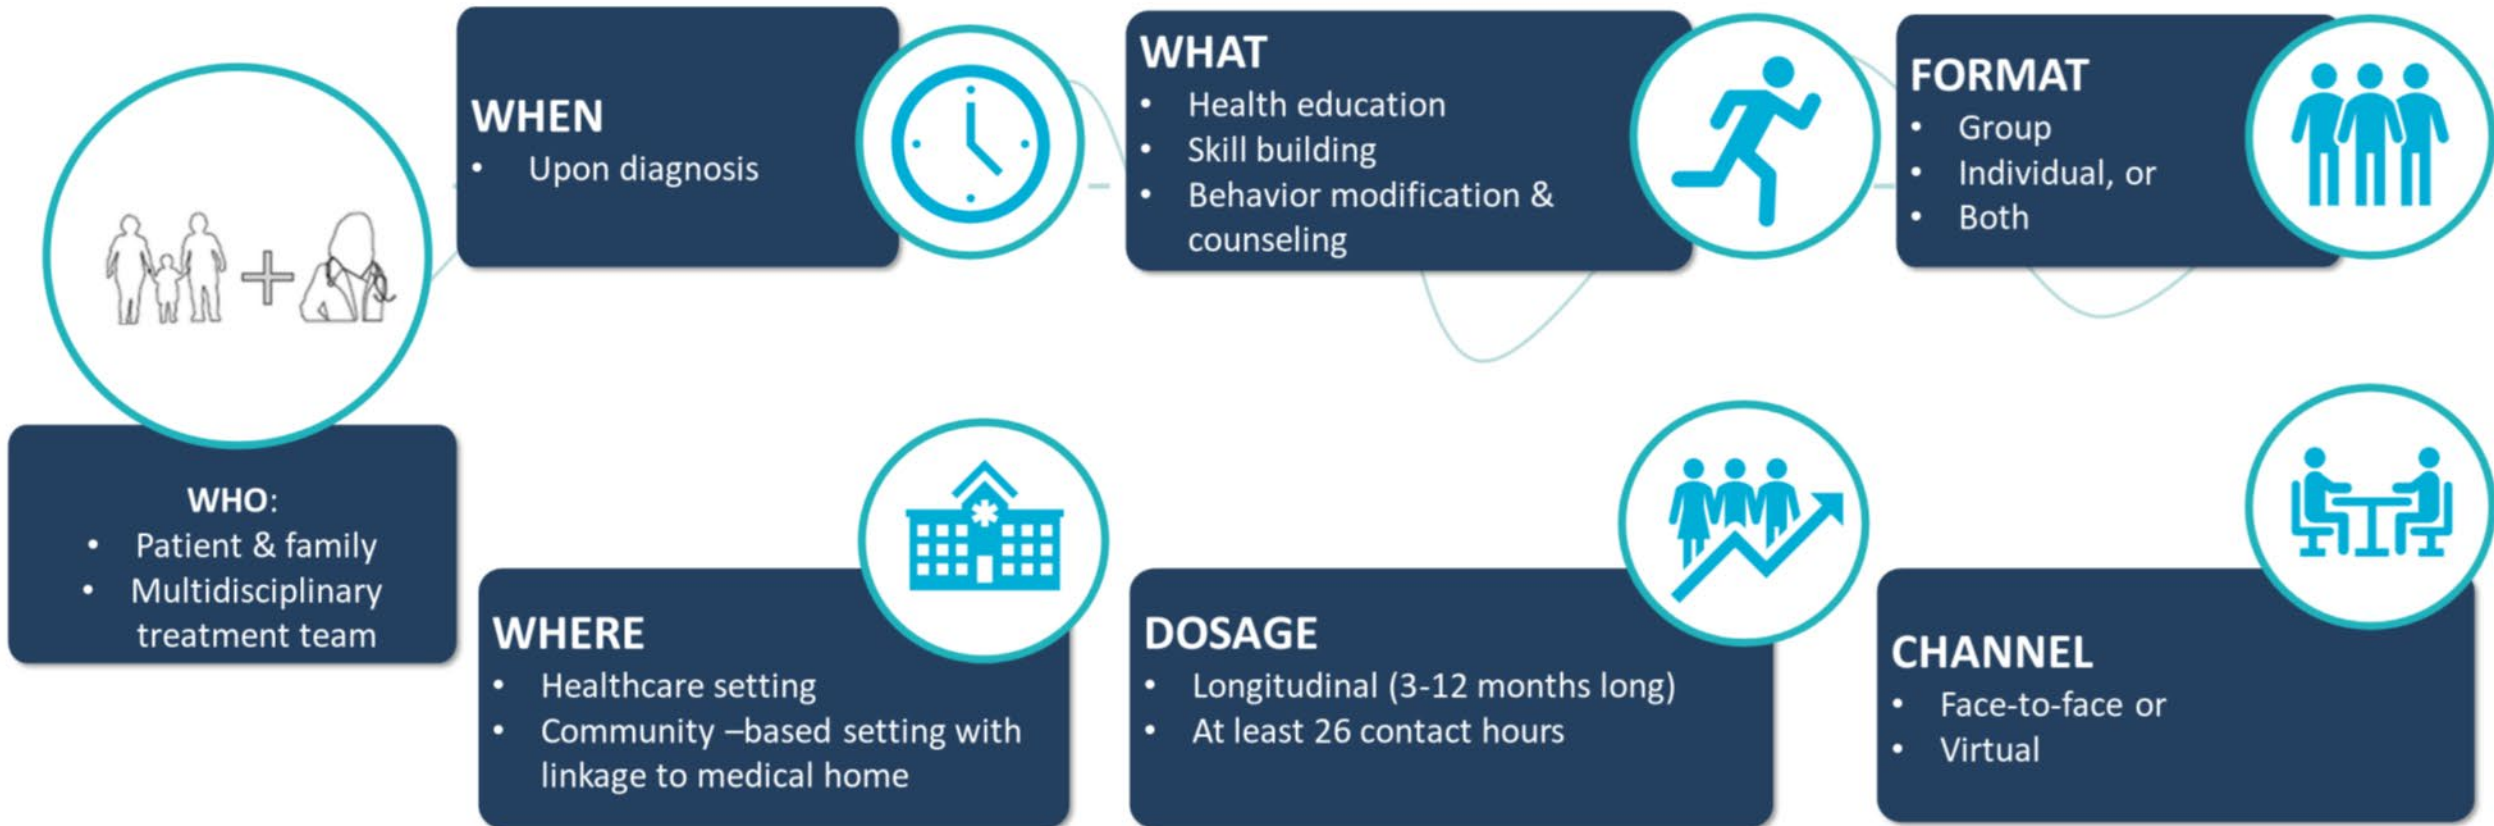 WHEN
• Upon diagnosis
WHAT
• Health education
• Skill building
• Behavior modification &
counseling
FORMAT
• Group
• Individual, or
• Both
WHO:
• Patient & family
• Multidisciplinary
treatment team
WHERE
• Healthcare setting
• Community –based setting with
linkage to medical home
DOSAGE
• Longitudinal (3-12 months long)
• At least 26 contact hours
CHANNEL
• Face-to-face or
• Virtual